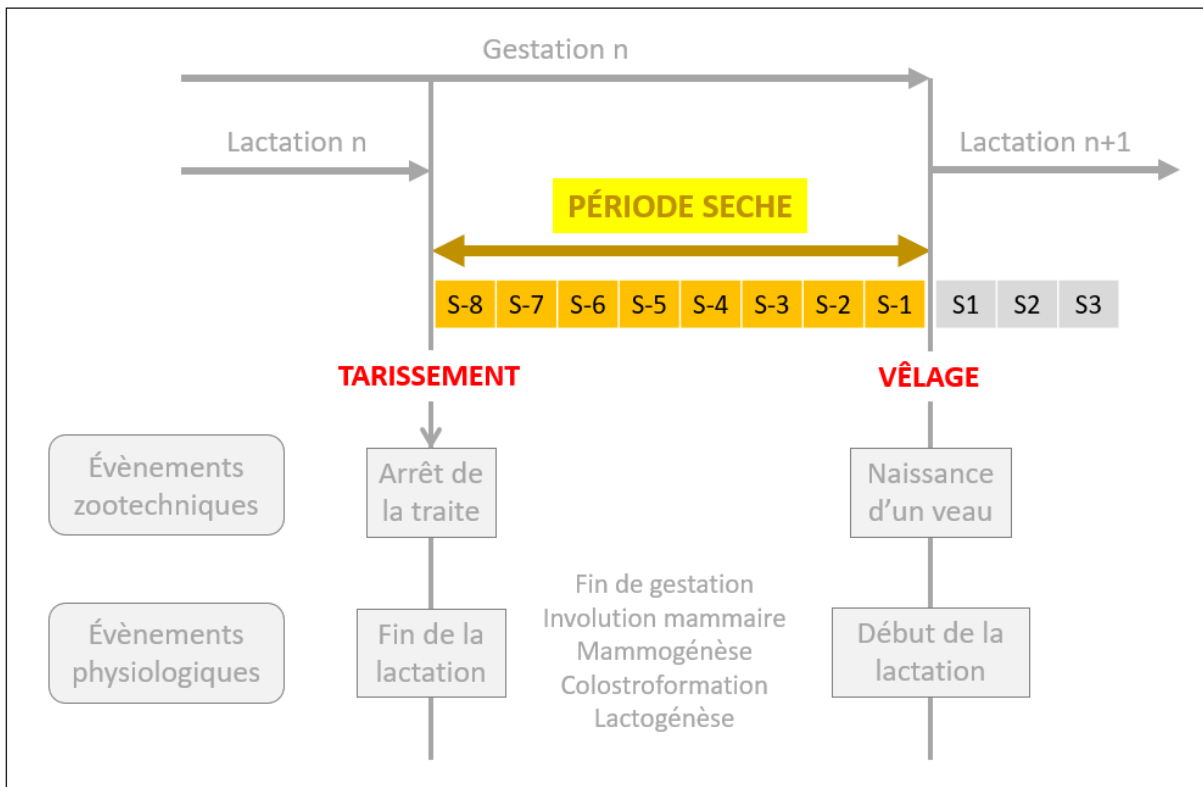 Gestation n
Lactation n
Lactation n+1
PÉRIODE SECHE
S-8 S-7 S-6 S-5 S-4 S-3 S-2 S-1 S1 S2 S3
TARISSEMENT
VÊLAGE
Évènements
zootechniques
Arrêt de
la traite
Naissance
d'un veau
Évènements
physiologiques
Fin de la
lactation
Fin de gestation
Involution mammaire
Mammogénèse
Colostroformation
Lactogénèse
Début de la
lactation